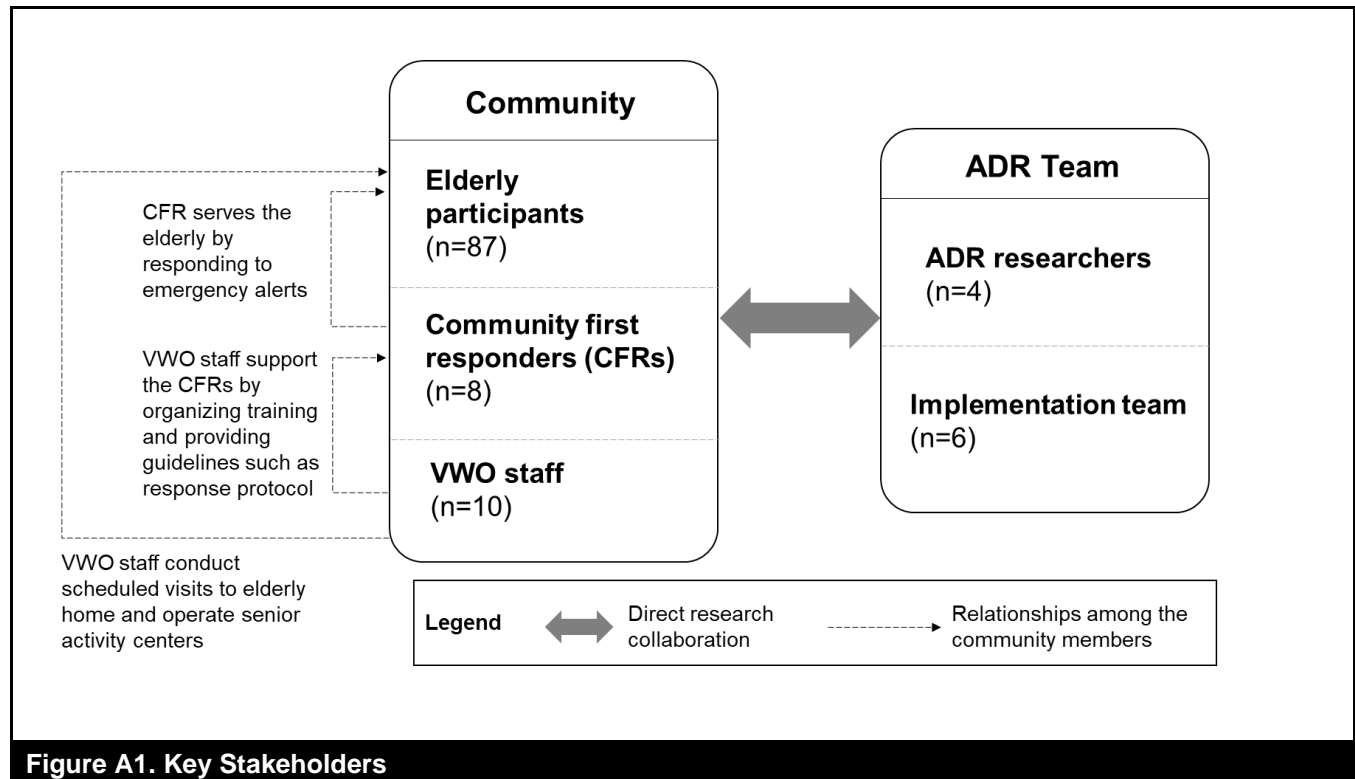 Community
Elderly
participants
(n=87)
Community first
responders (CFRs)
(n=8)
VWO staff
(n=10)
CFR serves the
elderly by
responding to
emergency alerts
VWO staff support
the CFRs by
organizing training
and providing
guidelines such as
response protocol
VWO staff conduct
scheduled visits to elderly
home and operate senior
activity centers
ADR Team
ADR researchers
(n=4)
Implementation team
(n=6)
Legend
Direct research
collaboration
Relationships among the
community members
Figure A1. Key Stakeholders